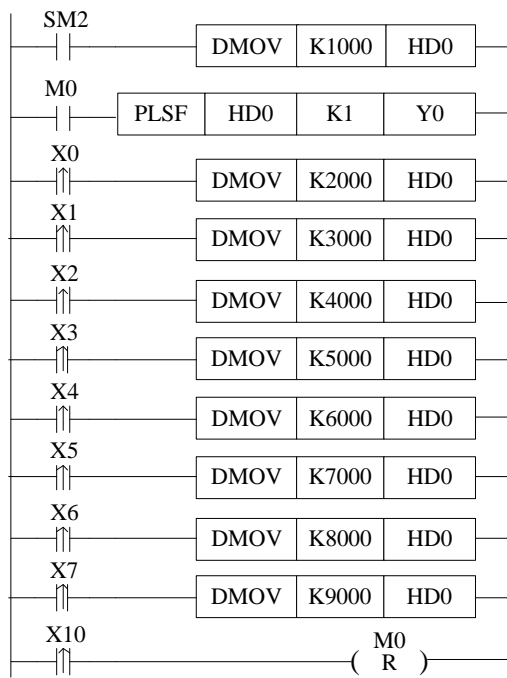 SM2
DMOV K1000 HD0
M0
PLSF HD0 K1 Y0
X0
DMOV K2000 HD0
X1
DMOV K3000 HD0
X2
DMOV K4000 HD0
X3
DMOV K5000 HD0
X4
DMOV K6000 HD0
X5
DMOV K7000 HD0
X6
DMOV K8000 HD0
X7
DMOV K9000 HD0
X10
M0
( R )